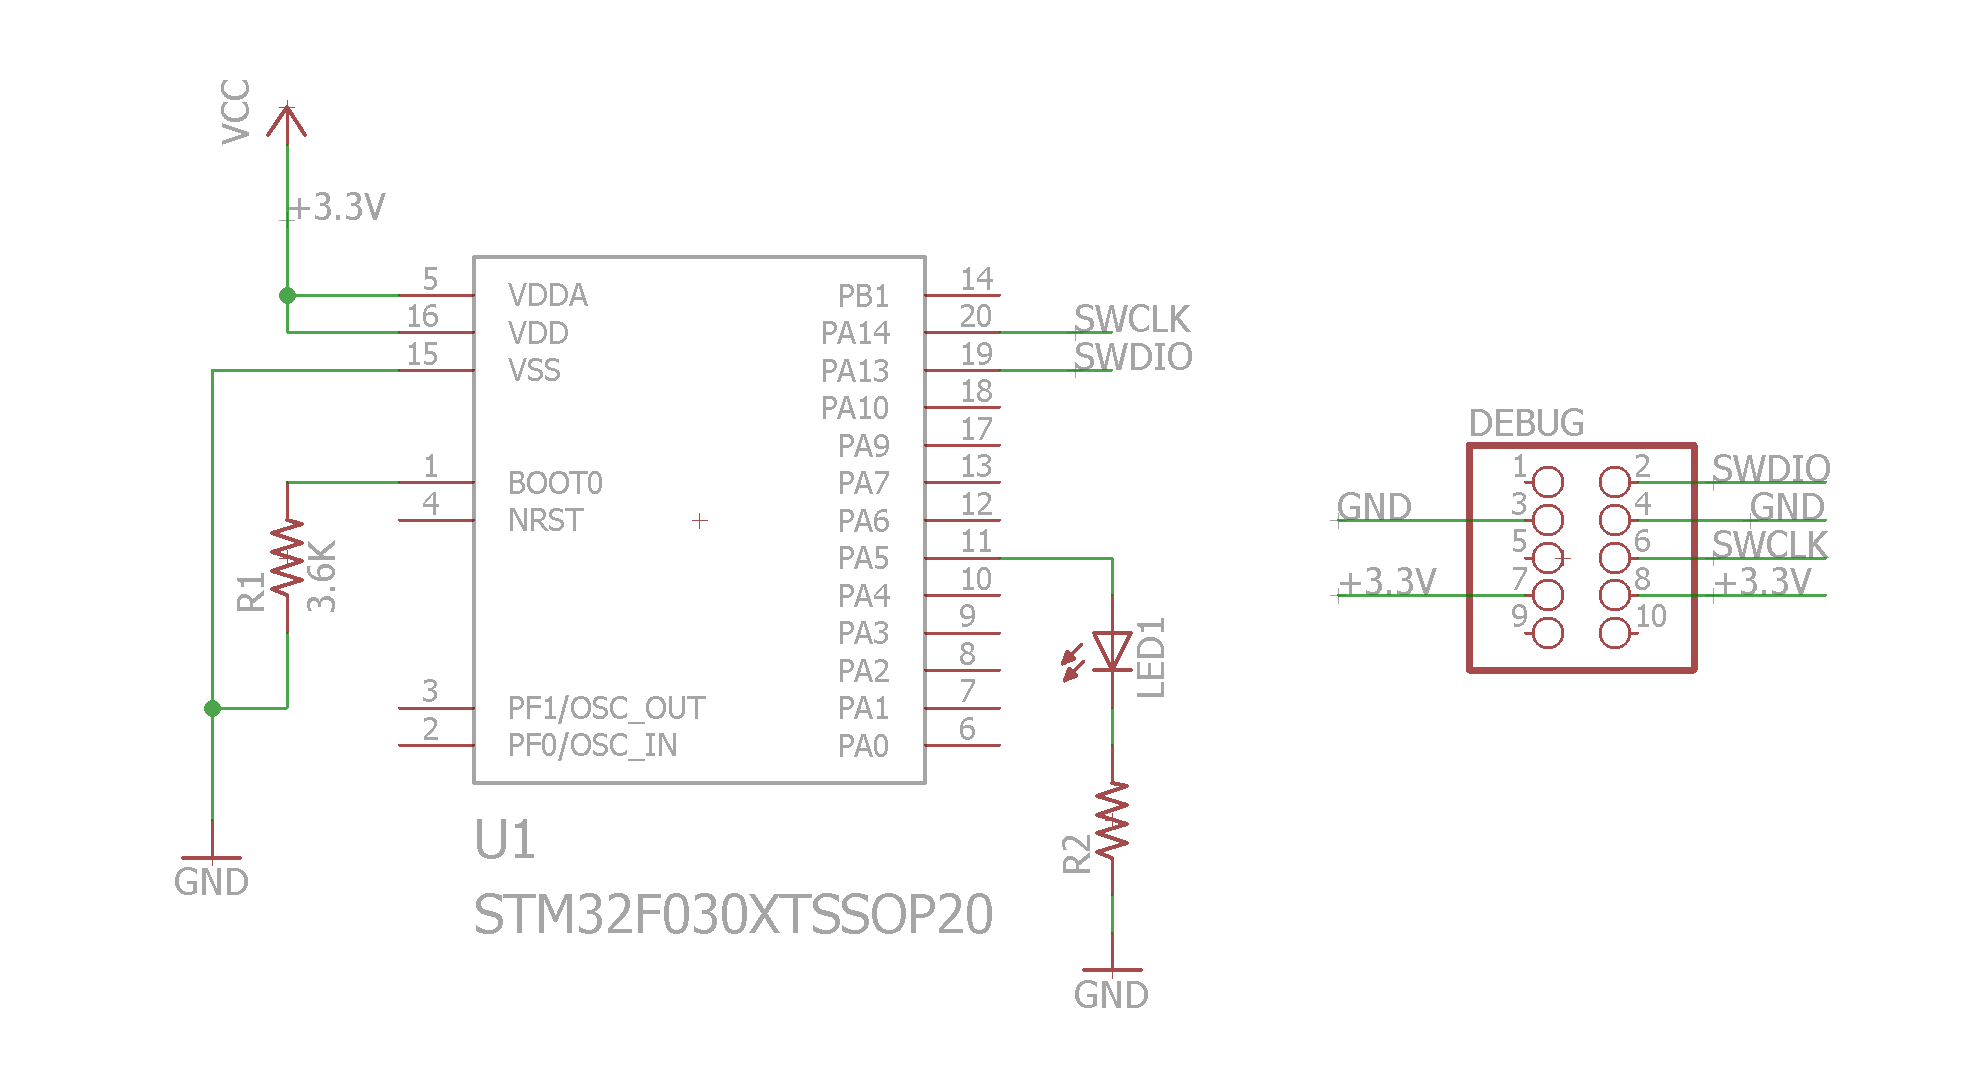 VCC
+3.3V
5 VDDA PB1 14
16 VDD PA14 20 SWCLK
15 VSS PA13 19 SWDIO
PA10 18
PA9 17
1 BOOT0 PA7 13
4 NRST PA6 12
PA5 11
PA4 10
PA3 9
PA2 8
3 PF1/OSC_OUT PA1 7
2 PF0/OSC_IN PA0 6
R1
3.6K
GND
U1
STM32F030XTSSOP20
LED1
R2
GND
DEBUG
1 2 SWDIO
GND 3 4 GND
5 6 SWCLK
+3.3V 7 8 +3.3V
9 10